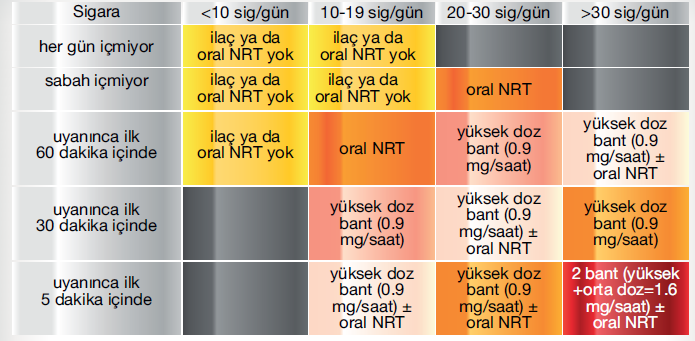 Sigara <10 sig/gün 10-19 sig/gün 20-30 sig/gün >30 sig/gün
her gün içmiyor
ilaç ya da
oral NRT yok
ilaç ya da
oral NRT yok
sabah içmiyor
ilaç ya da
oral NRT yok
ilaç ya da
oral NRT yok
oral NRT
uyanınca ilk
60 dakika içinde
ilaç ya da
oral NRT yok
oral NRT
yüksek doz
bant (0.9
mg/saat)
yüksek doz
bant (0.9
mg/saat) ±
oral NRT
uyanınca ilk
30 dakika içinde
yüksek doz
bant (0.9
mg/saat)
yüksek doz
bant (0.9
mg/saat) ±
oral NRT
yüksek doz
bant (0.9
mg/saat)
uyanınca ilk
5 dakika içinde
yüksek doz
bant (0.9
mg/saat) ±
oral NRT
yüksek doz
bant (0.9
mg/saat) ±
oral NRT
2 bant (yüksek
+orta doz=1.6
mg/saat) ±
oral NRT